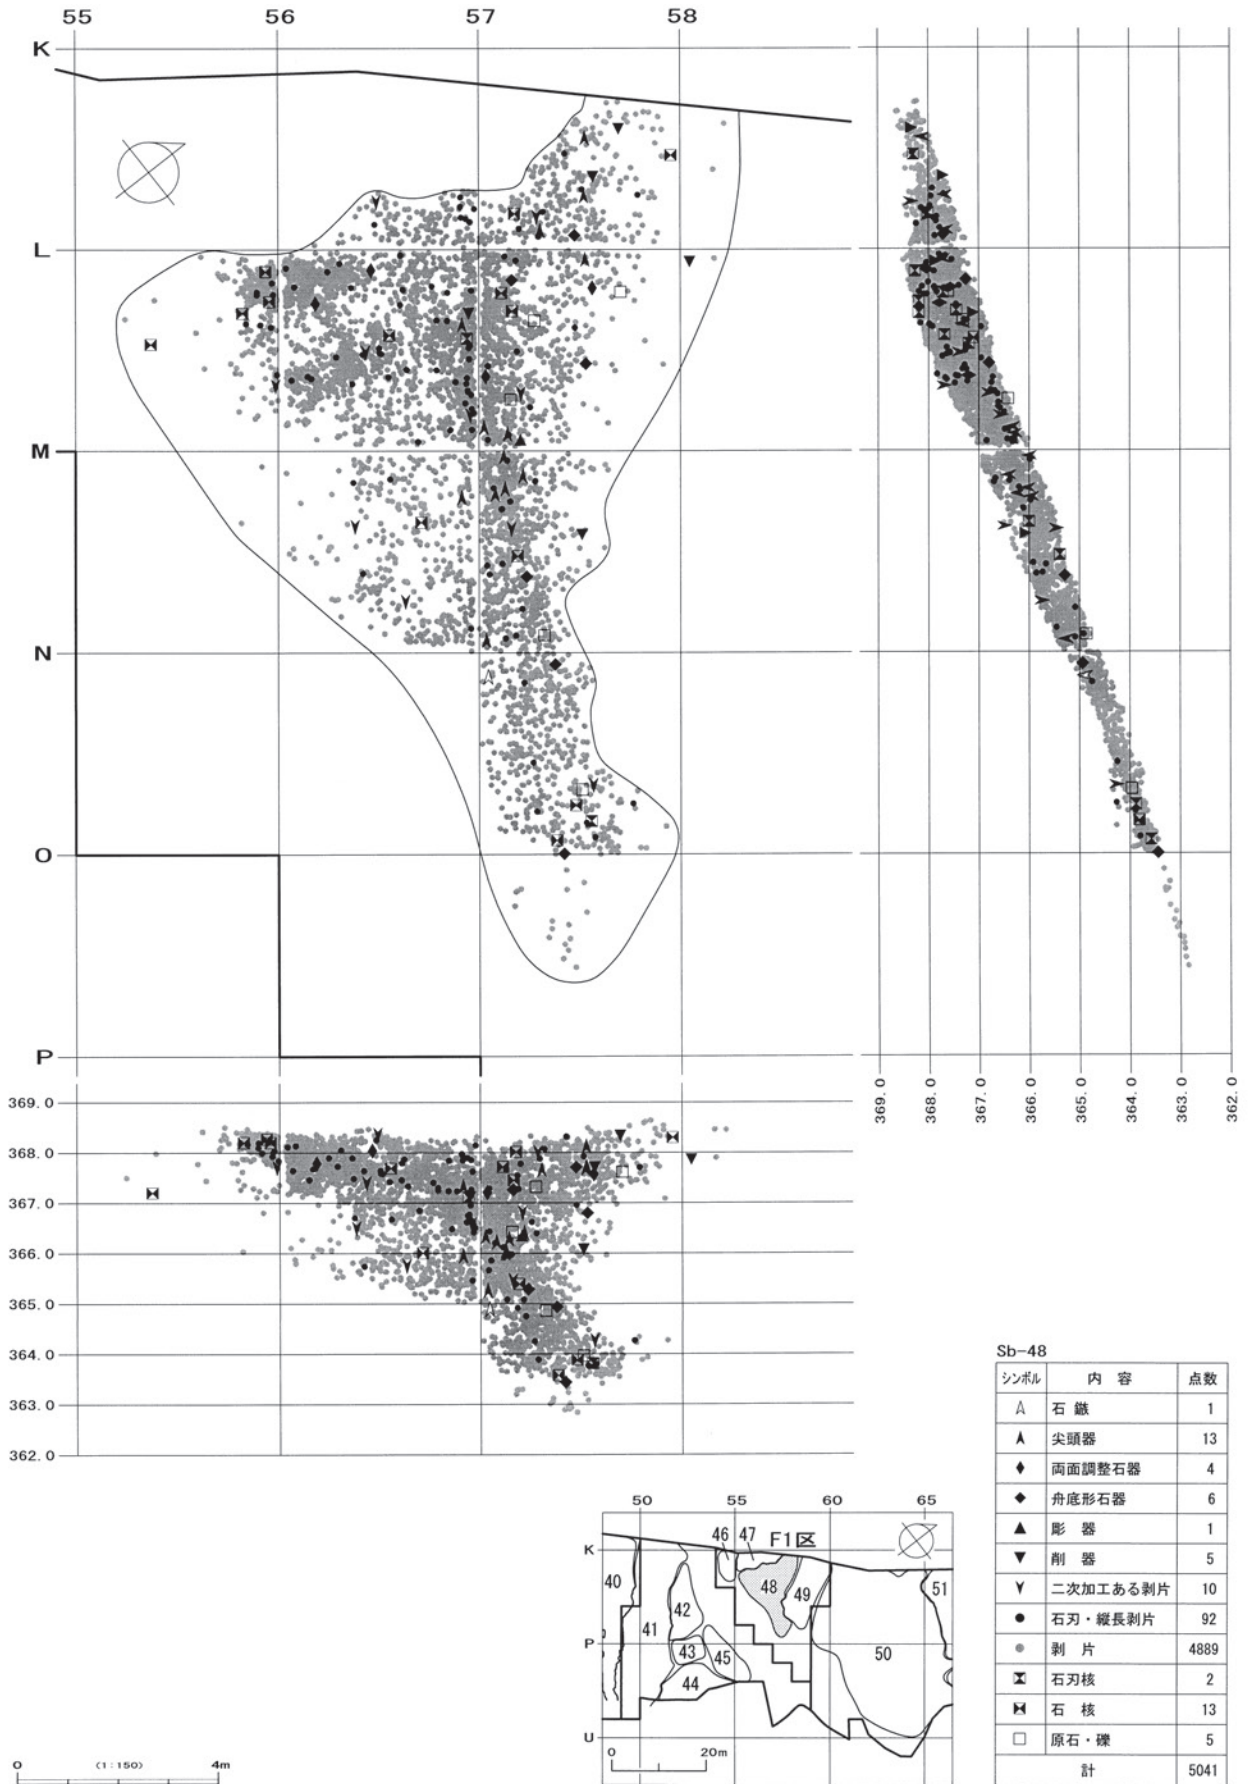 55 56 57 58
K
L
M
N
O
P
369.0 368.0 367.0 366.0 365.0 364.0 363.0 362.0
369.0
368.0
367.0
366.0
365.0
364.0
363.0
362.0
Sb-48
シンボル 内 容 点数
石 鏃 1
尖頭器 13
両面調整石器 4
舟底形石器 6
彫 器 1
削 器 5
二次加工ある剥片 10
石刃・縦長剥片 92
剥 片 4889
石刃核 2
石 核 13
原石・礫 5
計 5041
50 55 60 65
46 47 F1区
K
40 48 49 51
42
41
P
43 45 50
44
U
0 20m
0 (1:150) 4m